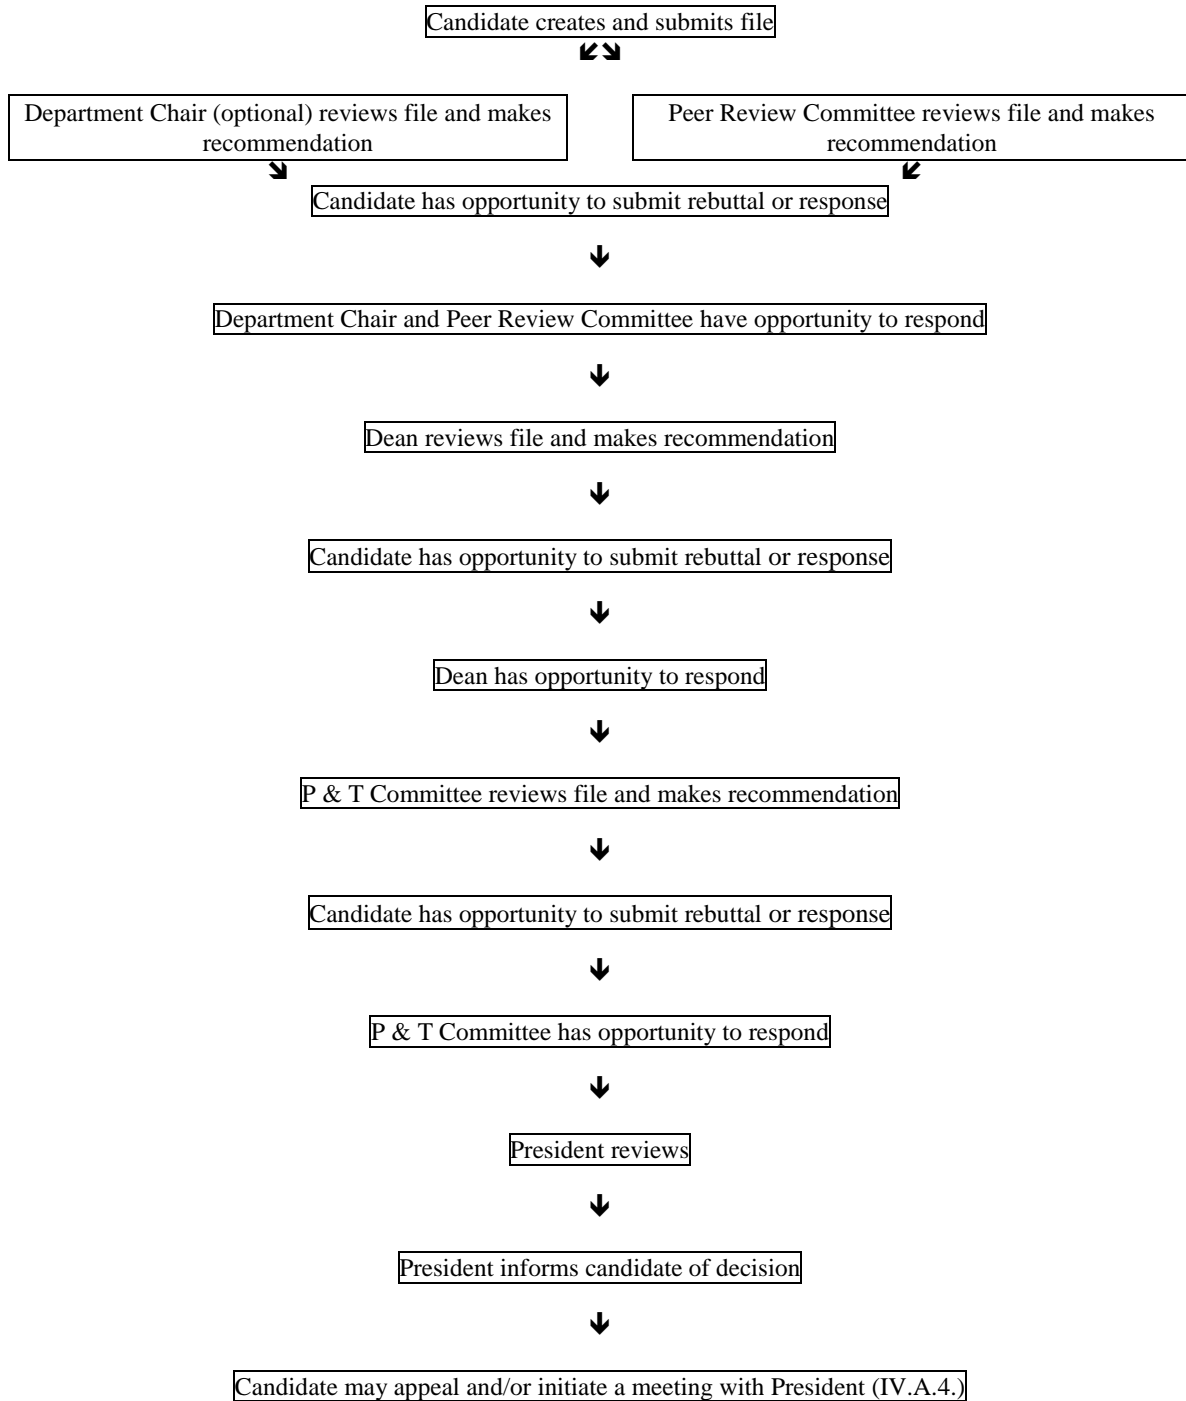 Candidate creates and submits file
Department Chair (optional) reviews file and makes
recommendation
Peer Review Committee reviews file and makes
recommendation
Candidate has opportunity to submit rebuttal or response
Department Chair and Peer Review Committee have opportunity to respond
Dean reviews file and makes recommendation
Candidate has opportunity to submit rebuttal or response
Dean has opportunity to respond
P & T Committee reviews file and makes recommendation
Candidate has opportunity to submit rebuttal or response
P & T Committee has opportunity to respond
President reviews
President informs candidate of decision
Candidate may appeal and/or initiate a meeting with President (IV.A.4.)